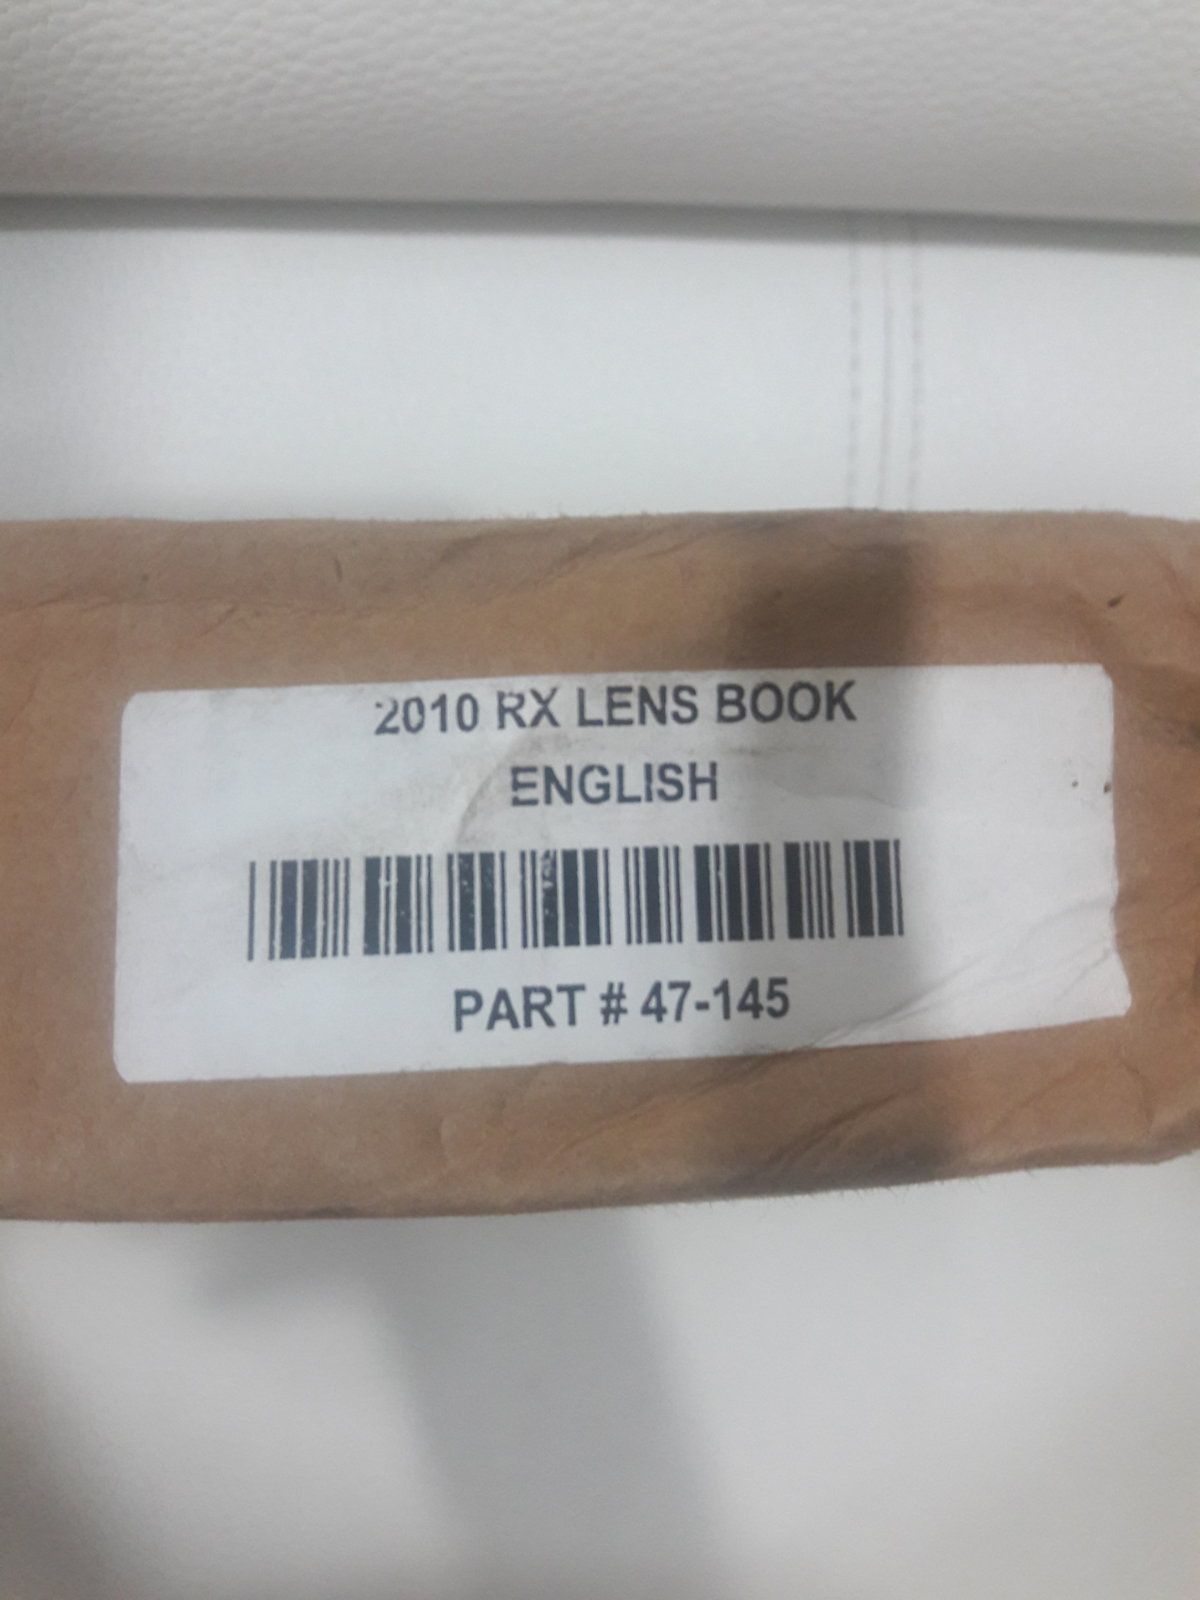 2010 RX LENS BOOK
ENGLISH
PART # 47-145